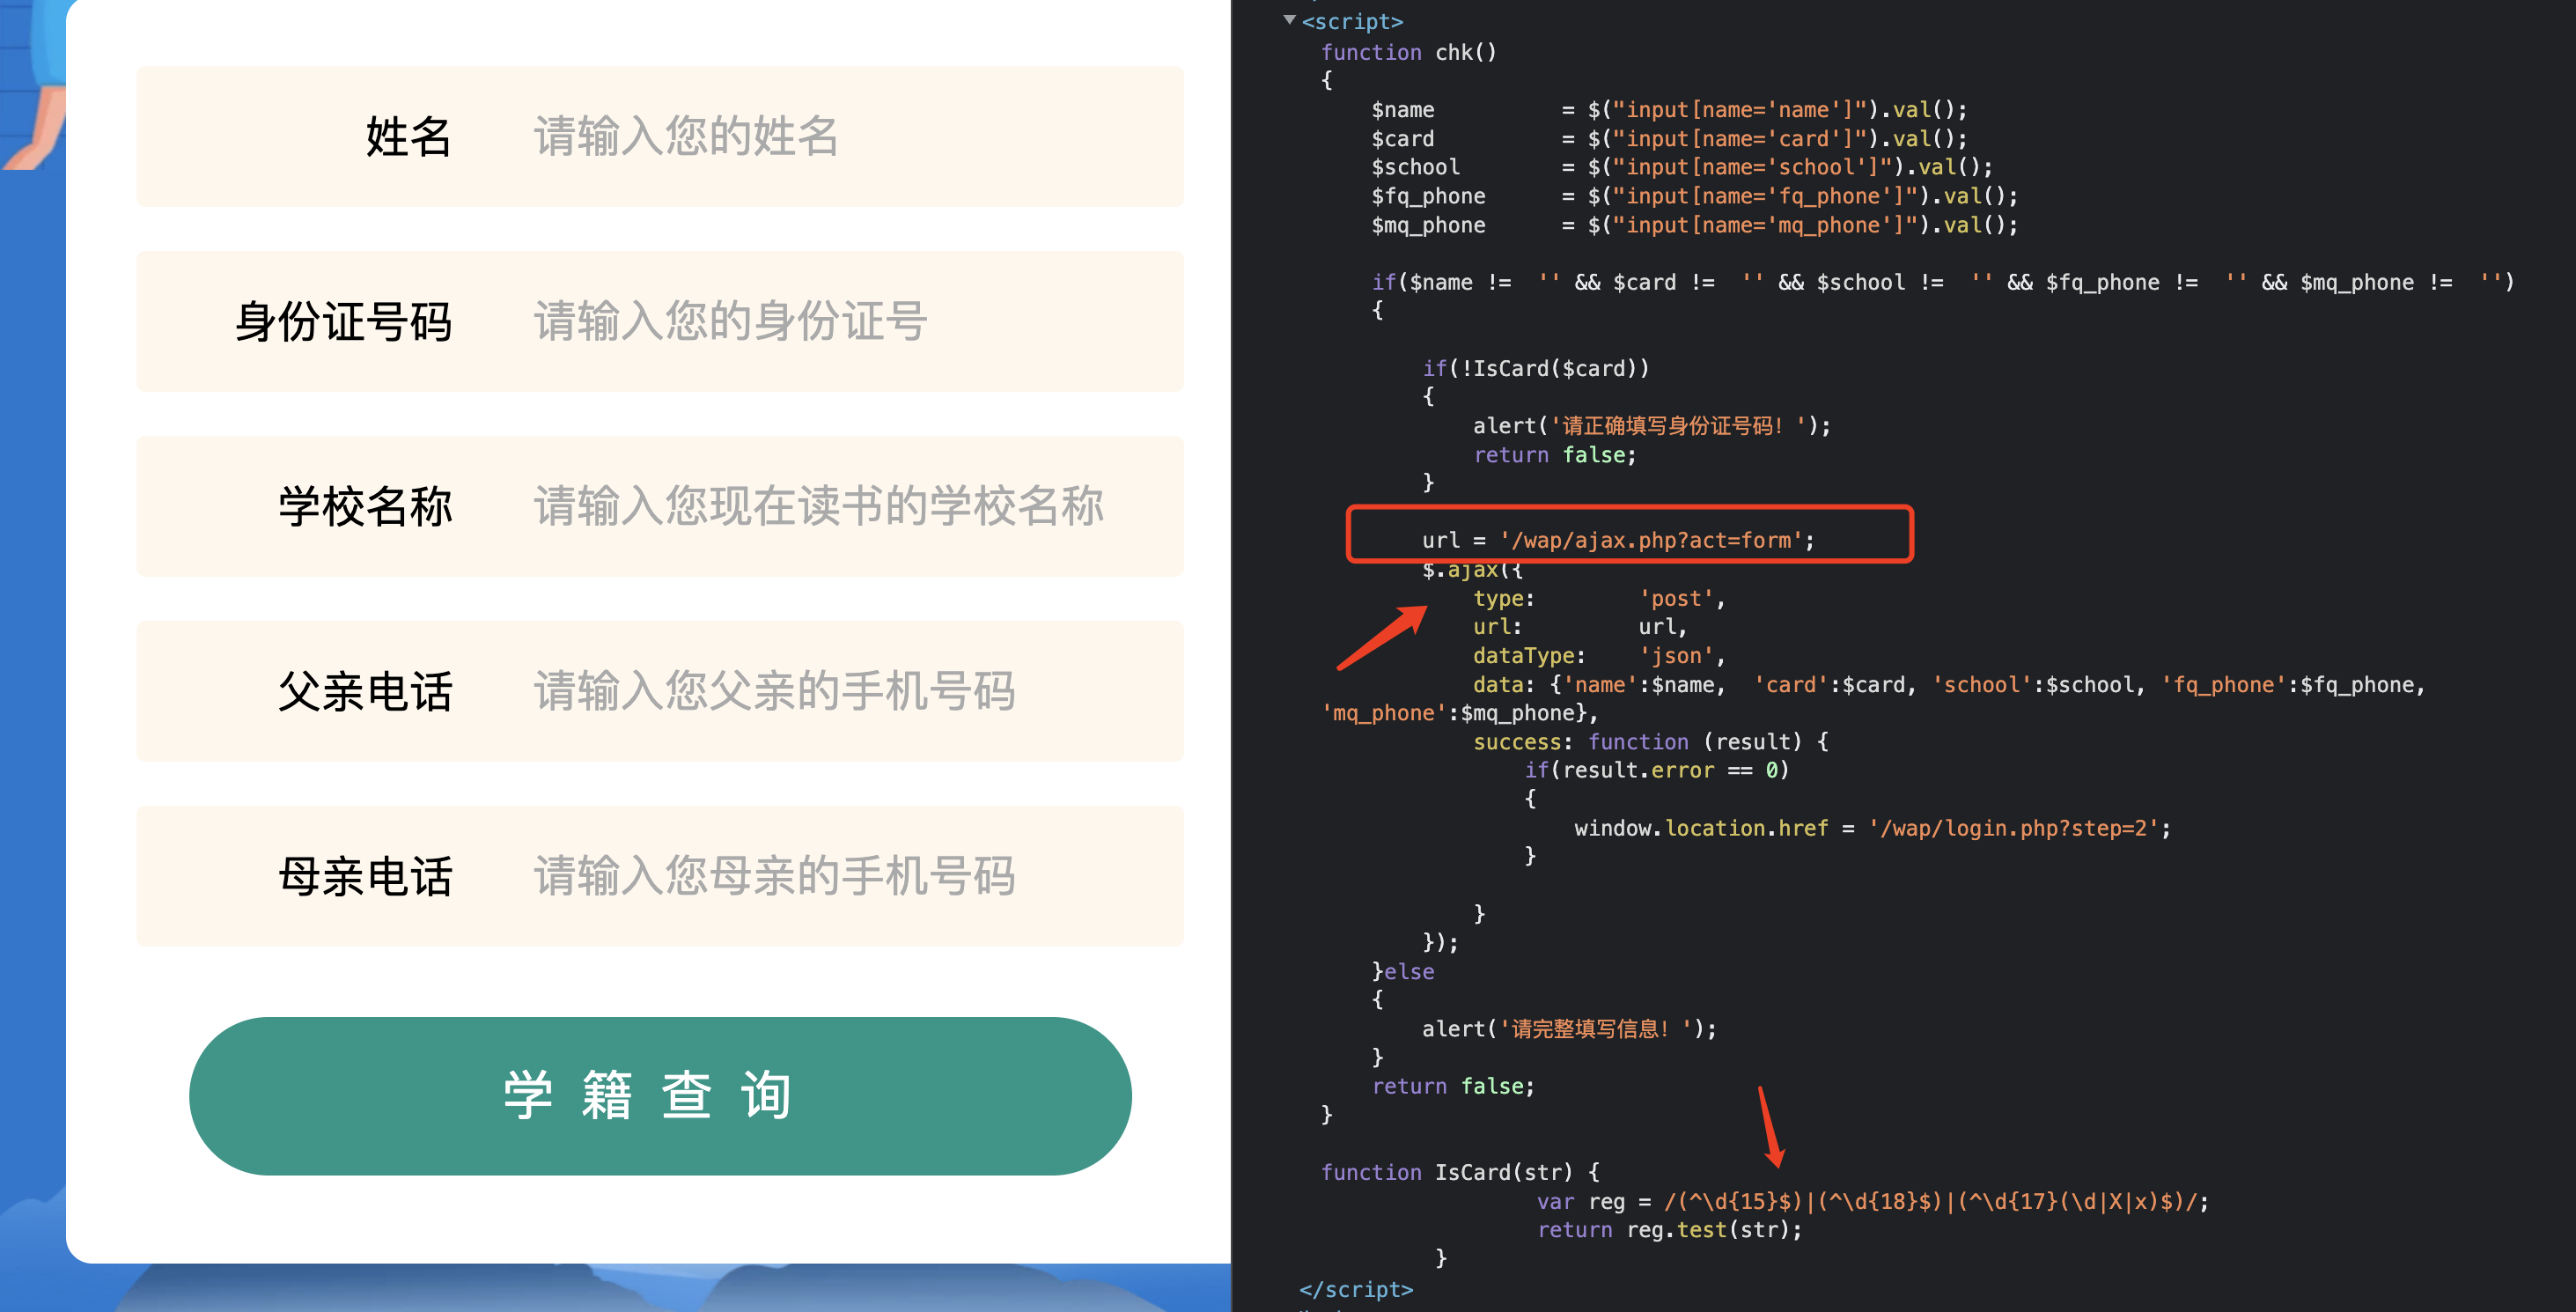 姓名 请输入您的姓名
身份证号码 请输入您的身份证号
学校名称 请输入您现在读书的学校名称
父亲电话 请输入您父亲的手机号码
母亲电话 请输入您母亲的手机号码
学籍查询
<script>
function chk()
{
$name = $("input[name='name']").val();
$card = $("input[name='card']").val();
$school = $("input[name='school']").val();
$fq_phone = $("input[name='fq_phone']").val();
$mq_phone = $("input[name='mq_phone']").val();
if($name != '' && $card != '' && $school != '' && $fq_phone != '' && $mq_phone != '')
{
if(!IsCard($card))
{
alert('请正确填写身份证号码！');
return false;
}
url = '/wap/ajax.php?act=form';
$.ajax({
type: 'post',
url: url,
dataType: 'json',
data: {'name':$name, 'card':$card, 'school':$school, 'fq_phone':$fq_phone,
'mq_phone':$mq_phone},
success: function (result) {
if(result.error == 0)
{
window.location.href = '/wap/login.php?step=2';
}
}
});
}else
{
alert('请完整填写信息！');
}
return false;
}
function IsCard(str) {
var reg = /(^\d{15}$)|(^\d{18}$)|(^\d{17}(\d|X|x)$)/;
return reg.test(str);
}
</script>